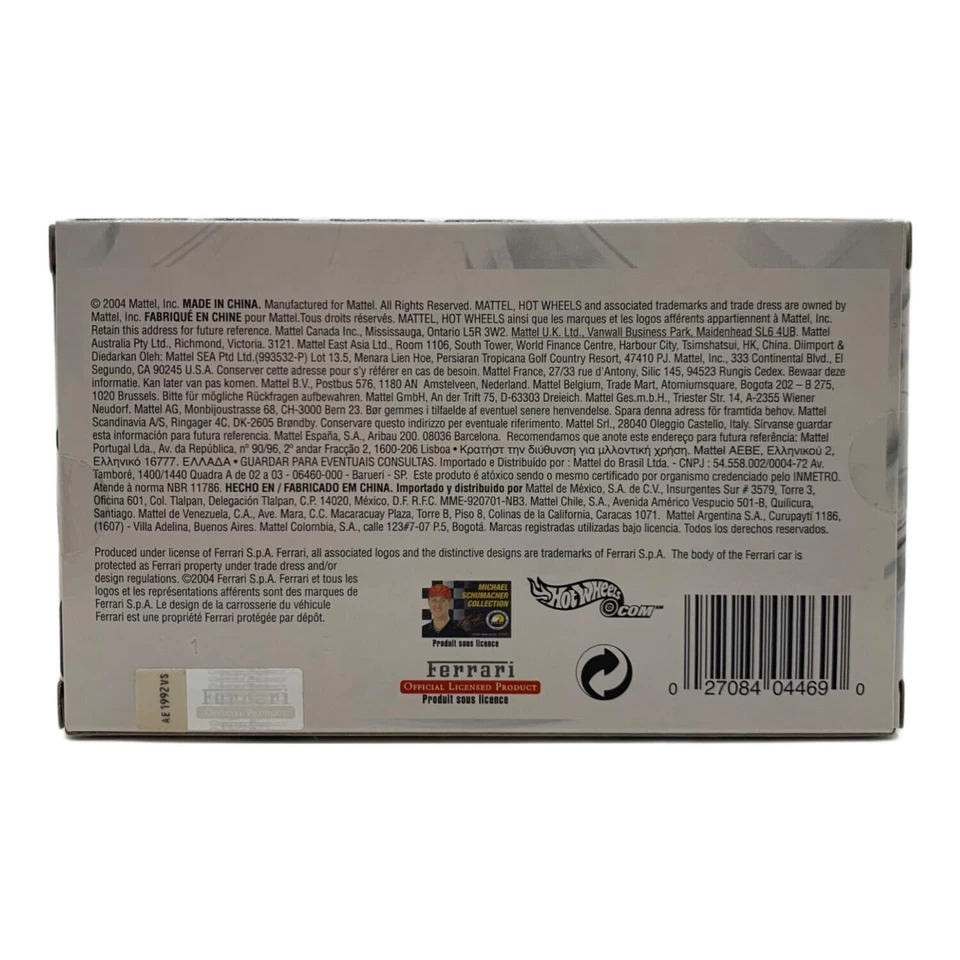 © 2004 Mattel, Inc. MADE IN CHINA. Manufactured for Mattel. All Rights Reserved. MATTEL, HOT WHEELS and associated trademarks and trade dress are owned by
Mattel, Inc. FABRIQUÉ EN CHINE pour Mattel.Tous droits réservés. MATTEL, HOT WHEELS ainsi que les marques et les logos afférents appartiennent à Mattel, Inc.
Retain this address for future reference. Mattel Canada Inc., Mississauga, Ontario L5R 3W2. Mattel U.K. Ltd., Vanwall Business Park, Maidenhead SL6 4UB. Mattel
Australia Pty Ltd., Richmond, Victoria. 3121. Mattel East Asia Ltd., Room 1106, South Tower, World Finance Centre, Harbour City, Tsimshatsui, HK, China. Diimport &
Diedarkan Oleh: Mattel SEA Ptd Ltd.(993532-P) Lot 13.5, Menara Lien Hoe, Persiaran Tropicana Golf Country Resort, 47410 PJ. Mattel, Inc., 333 Continental Blvd., El
Segundo, CA 90245 U.S.A. Conserver cette adresse pour s'y référer en cas de besoin. Mattel France, 27/33 rue d'Antony, Silic 145, 94523 Rungis Cedex. Bewaar deze
informatie. Kan later van pas komen. Mattel B.V., Postbus 576, 1180 AN Amstelveen, Nederland. Mattel Belgium, Trade Mart, Atomiumsquare, Bogota 202 – B 275,
1020 Brussels. Bitte für mögliche Rückfragen aufbewahren. Mattel GmbH, An der Trift 75, D-63303 Dreieich. Mattel Ges.m.b.H., Triester Str. 14, A-2355 Wiener
Neudorf. Mattel AG, Monbijoustrasse 68, CH-3000 Bern 23. Bør gemmes i tilfaelde af eventuel senere henvendelse. Spara denna adress för framtida behov. Mattel
Scandinavia A/S, Ringager 4C, DK-2605 Brøndby. Conservare questo indirizzo per eventuale riferimento. Mattel Srl., 28040 Oleggio Castello, Italy. Sírvanse guardar
esta información para futura referencia. Mattel España, S.A., Aribau 200. 08036 Barcelona. Recomendamos que anote este endereço para futura referência: Mattel
Portugal Lda., Av. da República, nº 90/96, 2º andar Fracção 2, 1600-206 Lisboa • Κρατήστ την διύθυνση για μλλοντική χρήση. Mattel AEBE, Ελληνικού 2,
Ελληνικό 16777. ΕΛΛΑΔΑ • GUARDAR PARA EVENTUAIS CONSULTAS. Importado e Distribuído por : Mattel do Brasil Ltda. - CNPJ : 54.558.002/0004-72 Av.
Tamboré, 1400/1440 Quadra A de 02 a 03 - 06460-000 - Barueri - SP. Este produto é atóxico sendo o mesmo certificado por organismo credenciado pelo INMETRO.
Atende à norma NBR 11786. HECHO EN / FABRICADO EM CHINA. Importado y distribuido por Mattel de México, S.A. de C.V., Insurgentes Sur # 3579, Torre 3,
Oficina 601, Col. Tlalpan, Delegación Tlalpan, C.P. 14020, México, D.F. R.F.C. MME-920701-NB3. Mattel Chile, S.A., Avenida Américo Vespucio 501-B, Quilicura,
Santiago. Mattel de Venezuela, C.A., Ave. Mara, C.C. Macaracuay Plaza, Torre B, Piso 8, Colinas de la California, Caracas 1071. Mattel Argentina S.A., Curupaytí 1186,
(1607) - Villa Adelina, Buenos Aires. Mattel Colombia, S.A., calle 123#7-07 P.5, Bogotá. Marcas registradas utilizadas bajo licencia. Todos los derechos reservados.
Produced under license of Ferrari S.p.A. Ferrari, all associated logos and the distinctive designs are trademarks of Ferrari S.p.A. The body of the Ferrari car is
protected as Ferrari property under trade dress and/or
design regulations. ©2004 Ferrari S.p.A. Ferrari et tous les
logos et les représentations afférents sont des marques de
Ferrari S.p.A. Le design de la carrosserie du véhicule
Ferrari est une propriété Ferrari protégée par dépôt.
MICHAEL
SCHUMACHER
COLLECTION
Produit sous licence
Ferrari
OFFICIAL LICENSED PRODUCT
Produit sous licence
HOT WHEELS
.COM™
0 27084 04469 0
1
AE1992VS
Ferrari
OFFICIAL PRODUCT